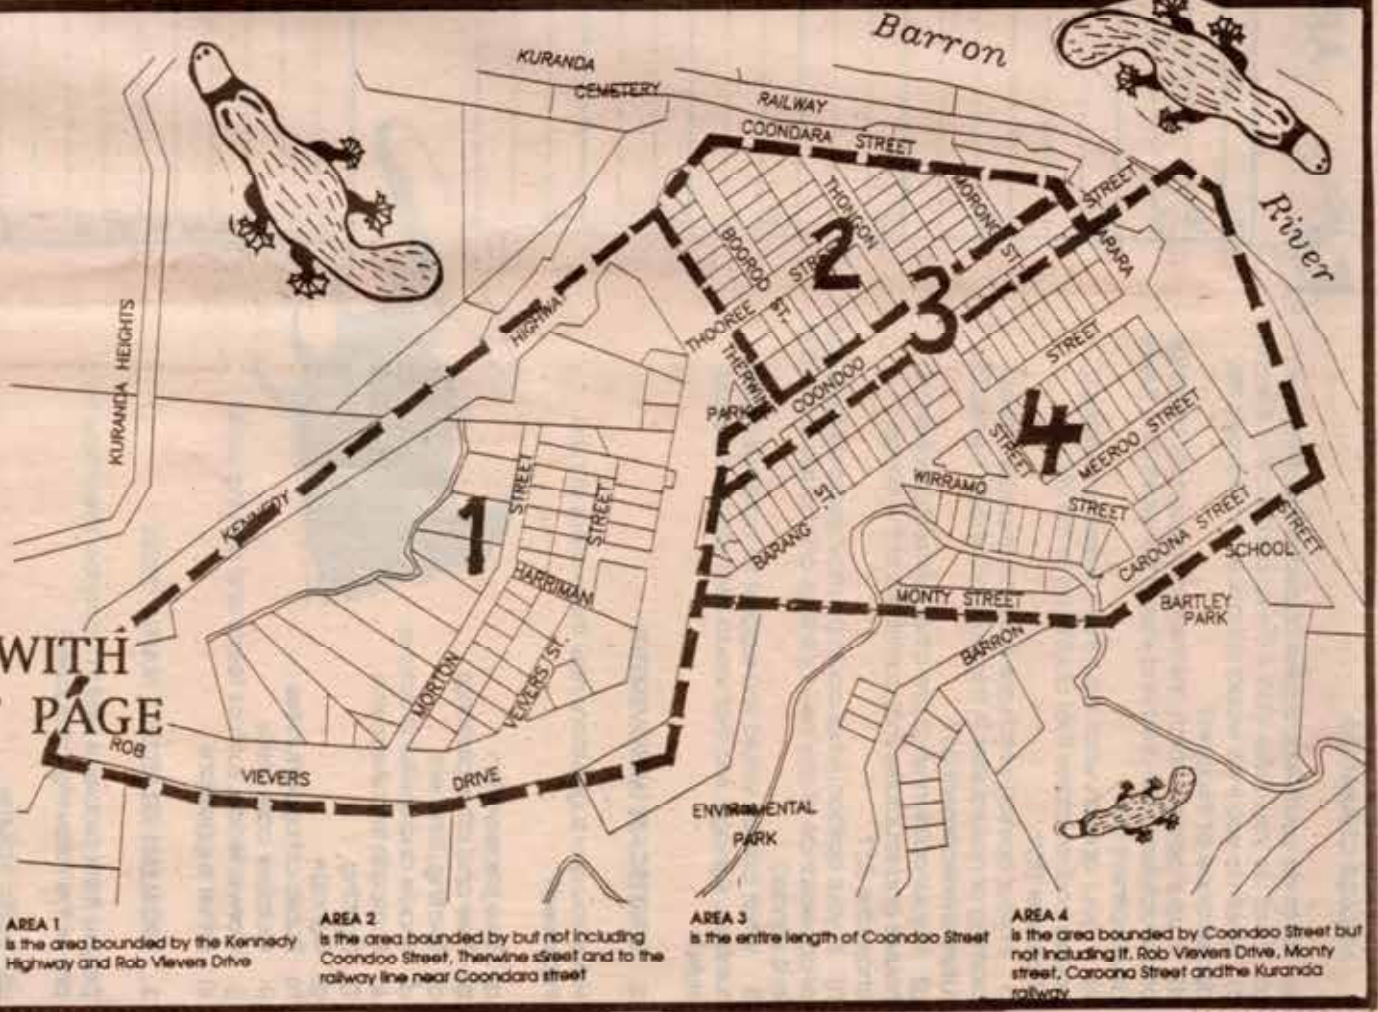 Barron
River
KURANDA
CEMETERY
RAILWAY
COONDARA STREET
STREET
ARARA
MORONG ST.
THONGON
STREET
BOOROD ST.
THOOREE
THERWINE
2
3
COONDOO
PARK
HIGHWAY
KENNEDY
KURANDA HEIGHTS
1
STREET
STREET
HARRIMAN
MORTON
VEIVERS ST.
4
STREET
STREET
MEEROO STREET
WIRRAMO
STREET
BARANG ST.
CAROONA STREET
STREET
SCHOOL
MONTY STREET
BARTLEY
PARK
BARRON
WITH
PAGE
ROB
VIEVERS
DRIVE
ENVIROMENTAL
PARK
AREA 1
is the area bounded by the Kennedy
Highway and Rob Vievers Drive
AREA 2
is the area bounded by but not including
Coondoo Street, Therwine sSreet and to the
railway line near Coondara street
AREA 3
is the entire length of Coondoo Street
AREA 4
is the area bounded by Coondoo Street but
not including it, Rob Vievers Drive, Monty
street, Caroona Street andthe Kuranda
railway